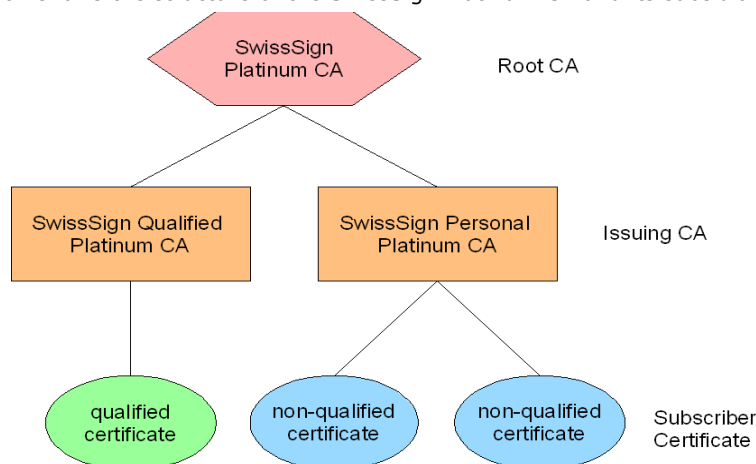 SwissSign
Platinum CA
Root CA
SwissSign Qualified
Platinum CA
SwissSign Personal
Platinum CA
Issuing CA
qualified
certificate
non-qualified
certificate
non-qualified
certificate
Subscriber
Certificate